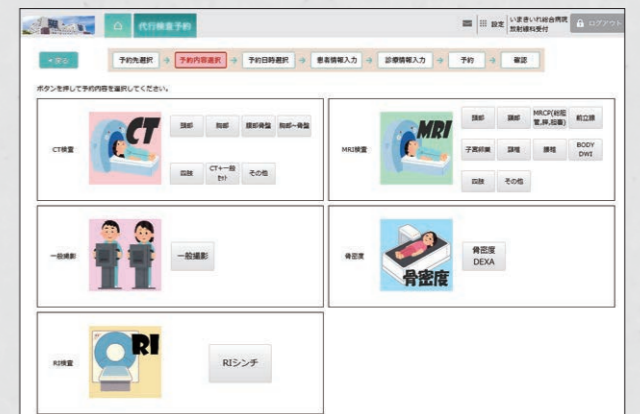 代行検査予約
設定
いまきいれ総合病院
放射線科受付
ログアウト
戻る
予約先選択 → 予約内容選択 → 予約日時選択 → 患者情報入力 → 診療情報入力 → 予約 → 確認
ボタンを押して予約内容を選択してください。
CT検査
CT
頭部 胸部 腹部骨盤 胸部~骨盤
四肢 CT+一般セット その他
MRI検査
MRI
頭部 頸部 MRCP(総胆管,膵,胆嚢) 前立腺
子宮卵巣 頸椎 腰椎 BODY DWI
四肢 その他
一般撮影
一般撮影
骨密度
骨密度
骨密度
DEXA
RI検査
RI
RIシンチ